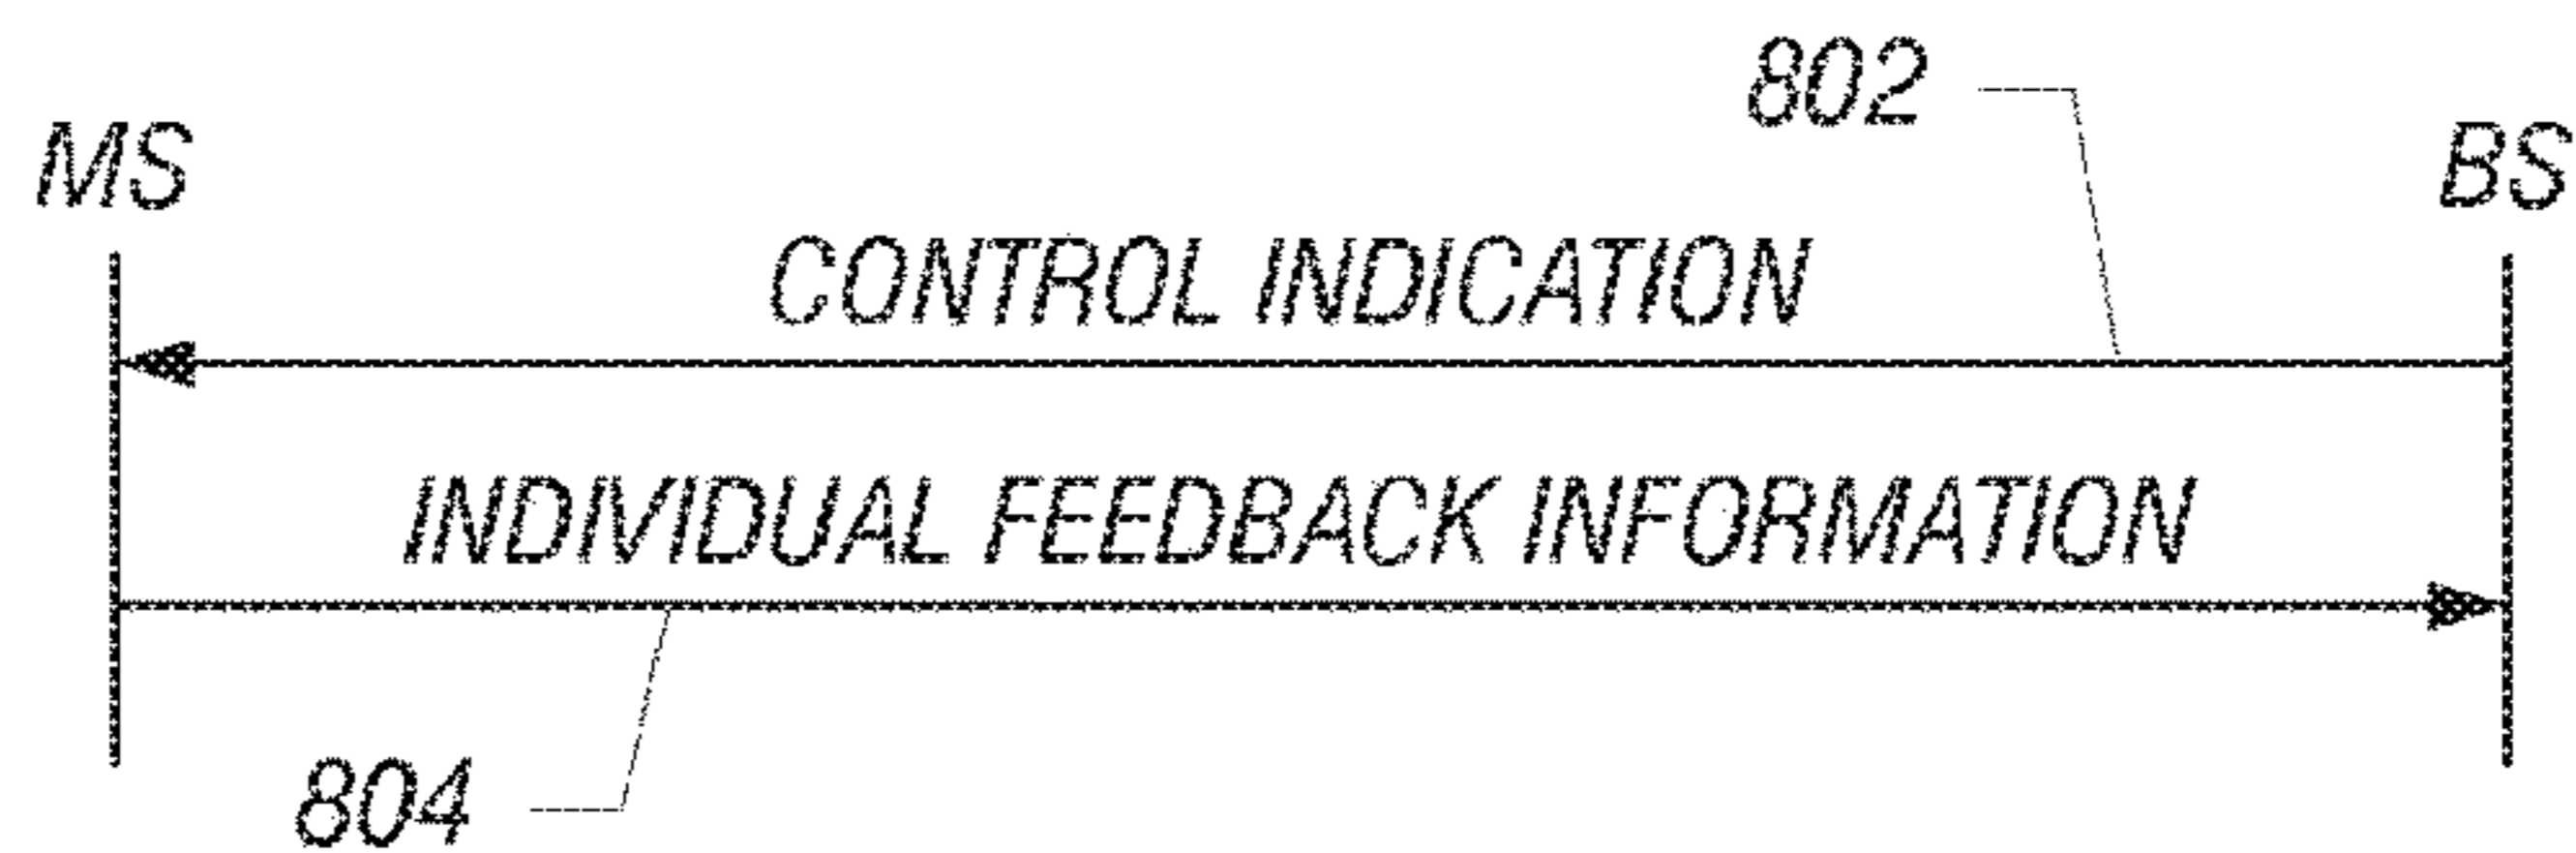 802
MS
BS
CONTROL INDICATION
INDIVIDUAL FEEDBACK INFORMATION
804